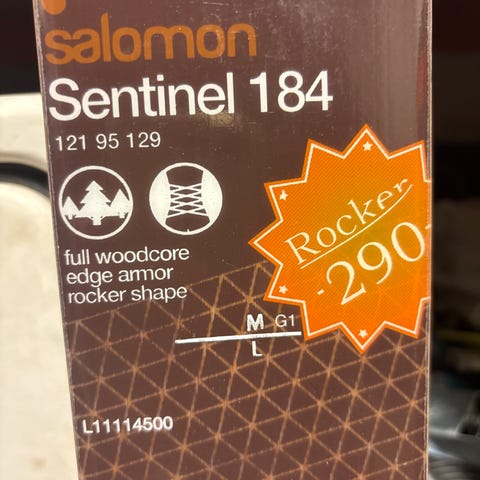 salomon
Sentinel 184
121 95 129
full woodcore
edge armor
rocker shape
Rocker
-290-
M G1
L
L11114500